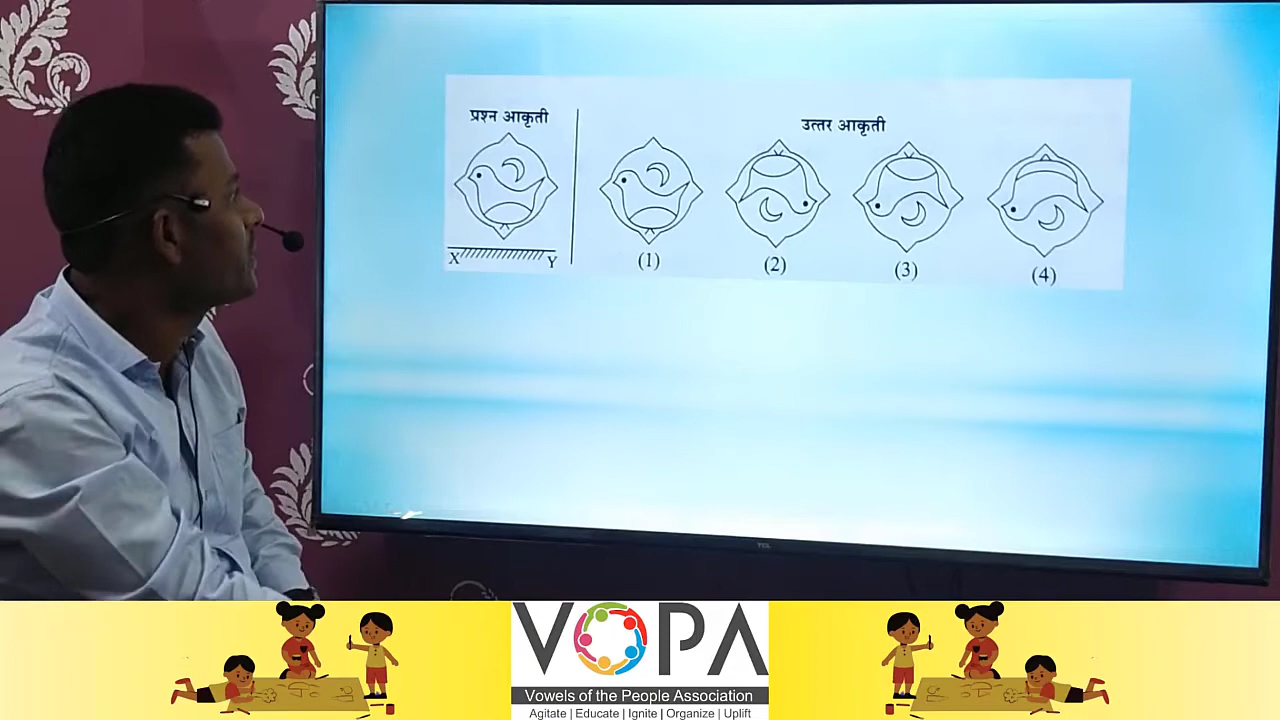 प्रश्न आकृती
उत्तर आकृती
X Y
(1) (2) (3) (4)
VOPA
Vowels of the People Association
Agitate | Educate | Ignite | Organize | Uplift